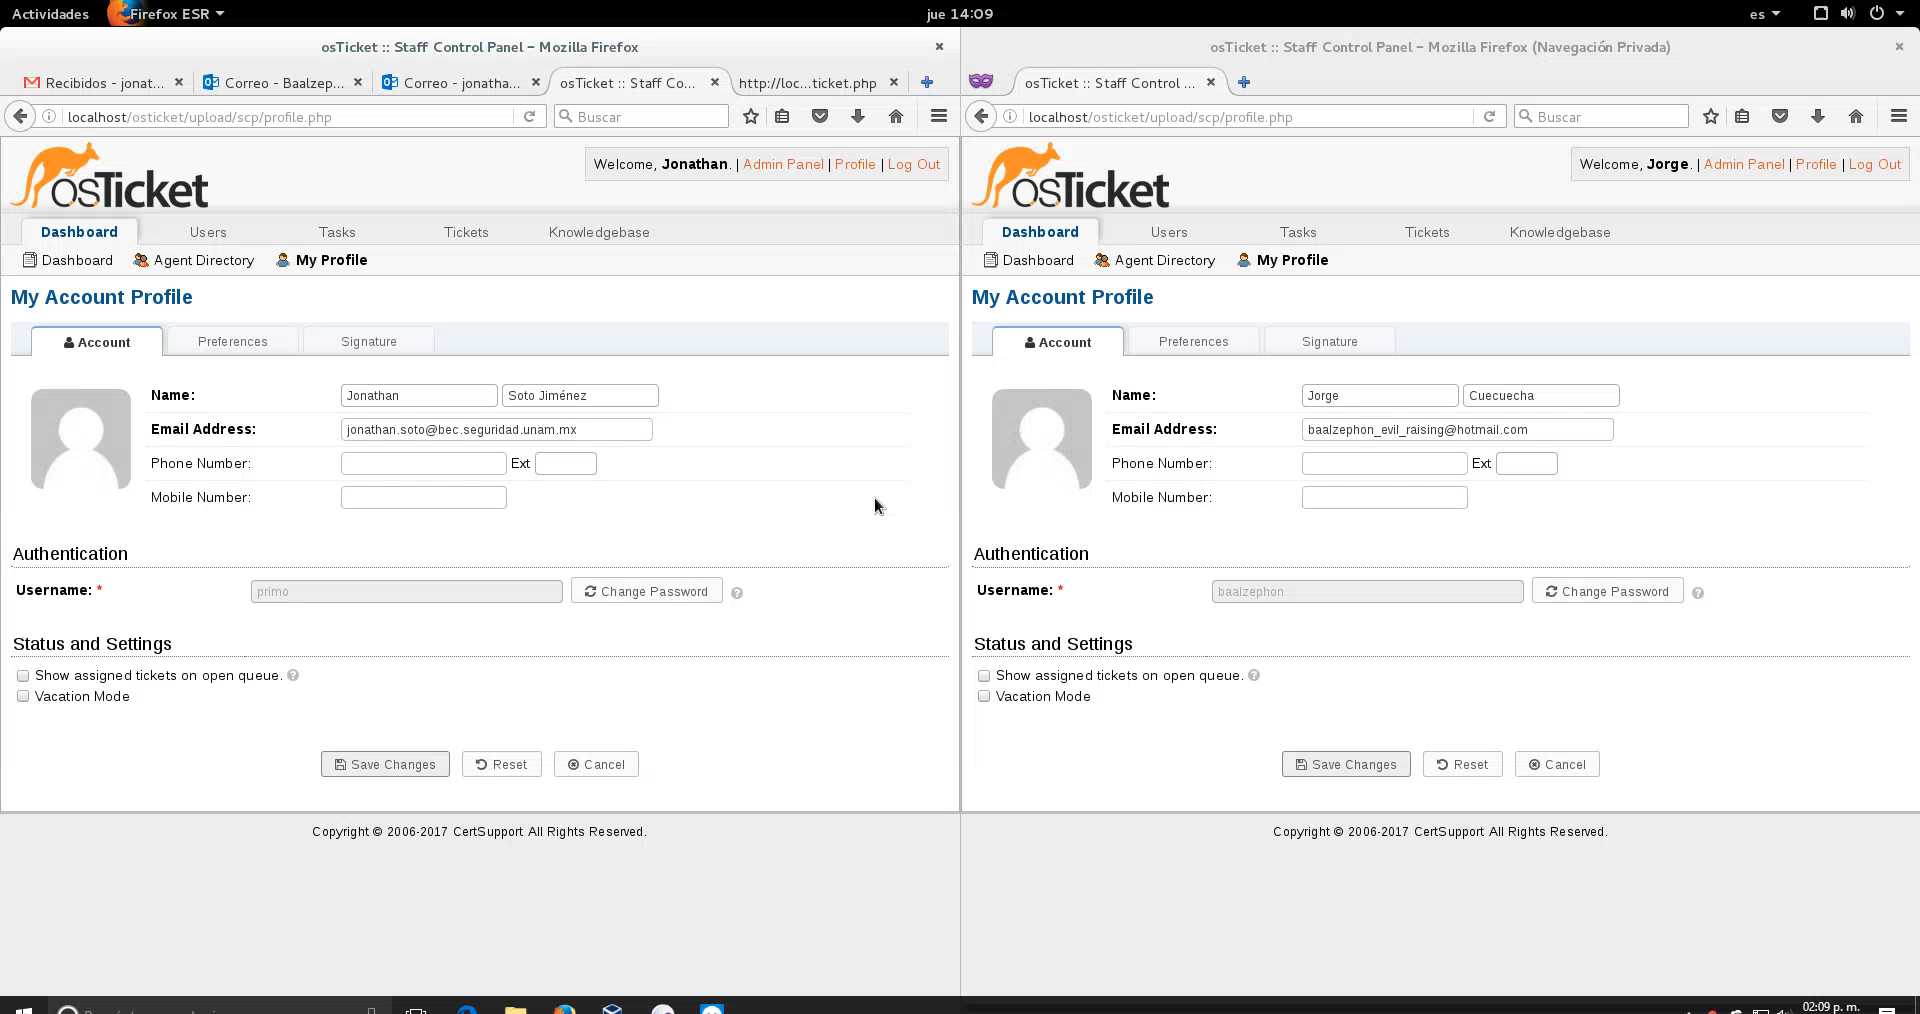 Actividades Firefox ESR jue 14:09 es
osTicket :: Staff Control Panel – Mozilla Firefox
Recibidos - jonat... Correo - Baalzep... Correo - jonatha... osTicket :: Staff Co... http://loc...ticket.php
localhost/osticket/upload/scp/profile.php Buscar
osTicket
Welcome, Jonathan. | Admin Panel | Profile | Log Out
Dashboard Users Tasks Tickets Knowledgebase
Dashboard Agent Directory My Profile
My Account Profile
Account Preferences Signature
Name: Jonathan Soto Jiménez
Email Address: jonathan.soto@bec.seguridad.unam.mx
Phone Number: Ext
Mobile Number:
Authentication
Username: * primo Change Password
Status and Settings
Show assigned tickets on open queue.
Vacation Mode
Save Changes Reset Cancel
Copyright © 2006-2017 CertSupport All Rights Reserved.
osTicket :: Staff Control Panel – Mozilla Firefox (Navegación Privada)
osTicket :: Staff Control ...
localhost/osticket/upload/scp/profile.php Buscar
osTicket
Welcome, Jorge. | Admin Panel | Profile | Log Out
Dashboard Users Tasks Tickets Knowledgebase
Dashboard Agent Directory My Profile
My Account Profile
Account Preferences Signature
Name: Jorge Cuecuecha
Email Address: baalzephon_evil_raising@hotmail.com
Phone Number: Ext
Mobile Number:
Authentication
Username: * baalzephon Change Password
Status and Settings
Show assigned tickets on open queue.
Vacation Mode
Save Changes Reset Cancel
Copyright © 2006-2017 CertSupport All Rights Reserved.
02:09 p. m.